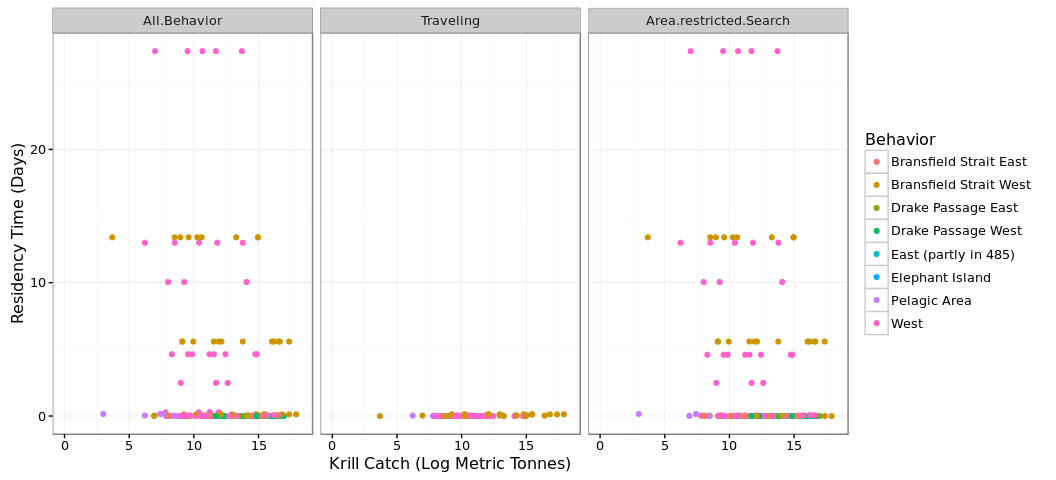 All.Behavior
Traveling
Area.restricted.Search
Residency Time (Days)
20
10
0
0 5 10 15
0 5 10 15
0 5 10 15
Krill Catch (Log Metric Tonnes)
Behavior
Bransfield Strait East
Bransfield Strait West
Drake Passage East
Drake Passage West
East (partly in 485)
Elephant Island
Pelagic Area
West